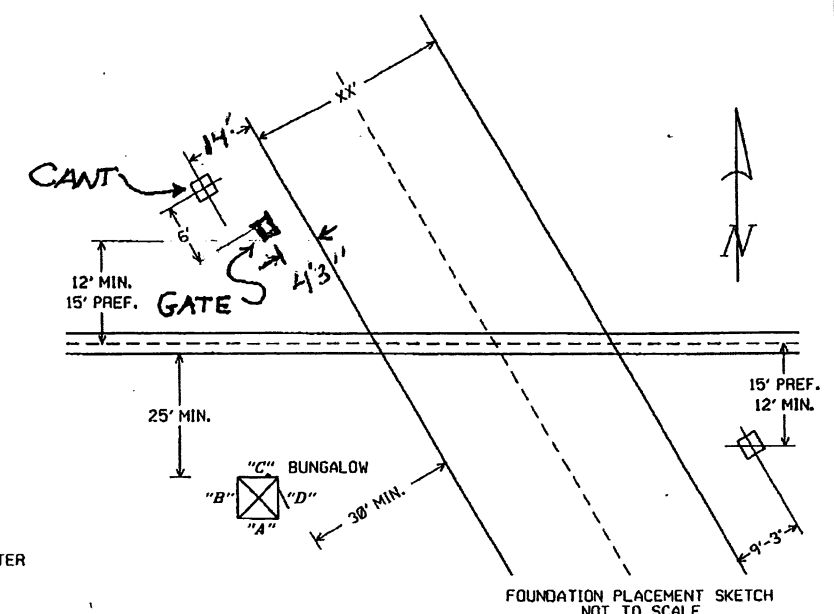 XX'
14'
CANT
6'
N
4'3"
12' MIN.
15' PREF.
GATE
15' PREF.
12' MIN.
25' MIN.
"C" BUNGALOW
"B" "D"
"A"
30' MIN.
9'-3"
TER
FOUNDATION PLACEMENT SKETCH
NOT TO SCALE